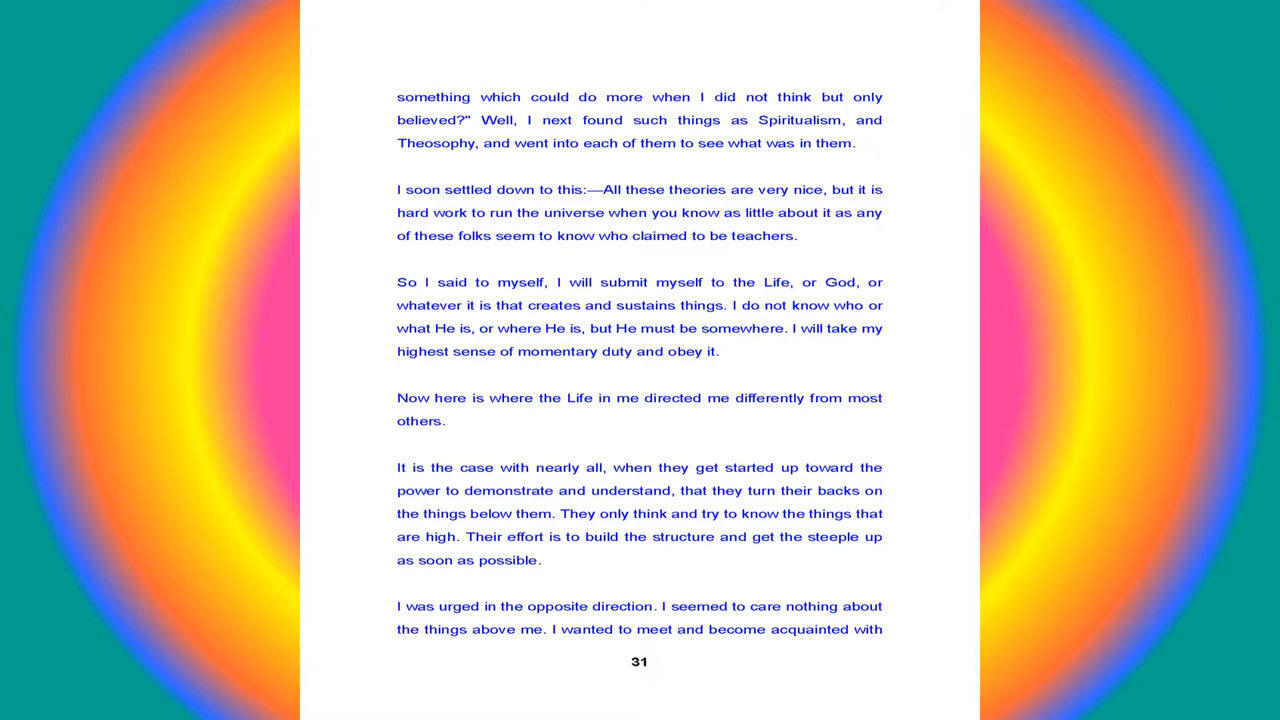 something which could do more when I did not think but only
believed?" Well, I next found such things as Spiritualism, and
Theosophy, and went into each of them to see what was in them.
I soon settled down to this:—All these theories are very nice, but it is
hard work to run the universe when you know as little about it as any
of these folks seem to know who claimed to be teachers.
So I said to myself, I will submit myself to the Life, or God, or
whatever it is that creates and sustains things. I do not know who or
what He is, or where He is, but He must be somewhere. I will take my
highest sense of momentary duty and obey it.
Now here is where the Life in me directed me differently from most
others.
It is the case with nearly all, when they get started up toward the
power to demonstrate and understand, that they turn their backs on
the things below them. They only think and try to know the things that
are high. Their effort is to build the structure and get the steeple up
as soon as possible.
I was urged in the opposite direction. I seemed to care nothing about
the things above me. I wanted to meet and become acquainted with
31